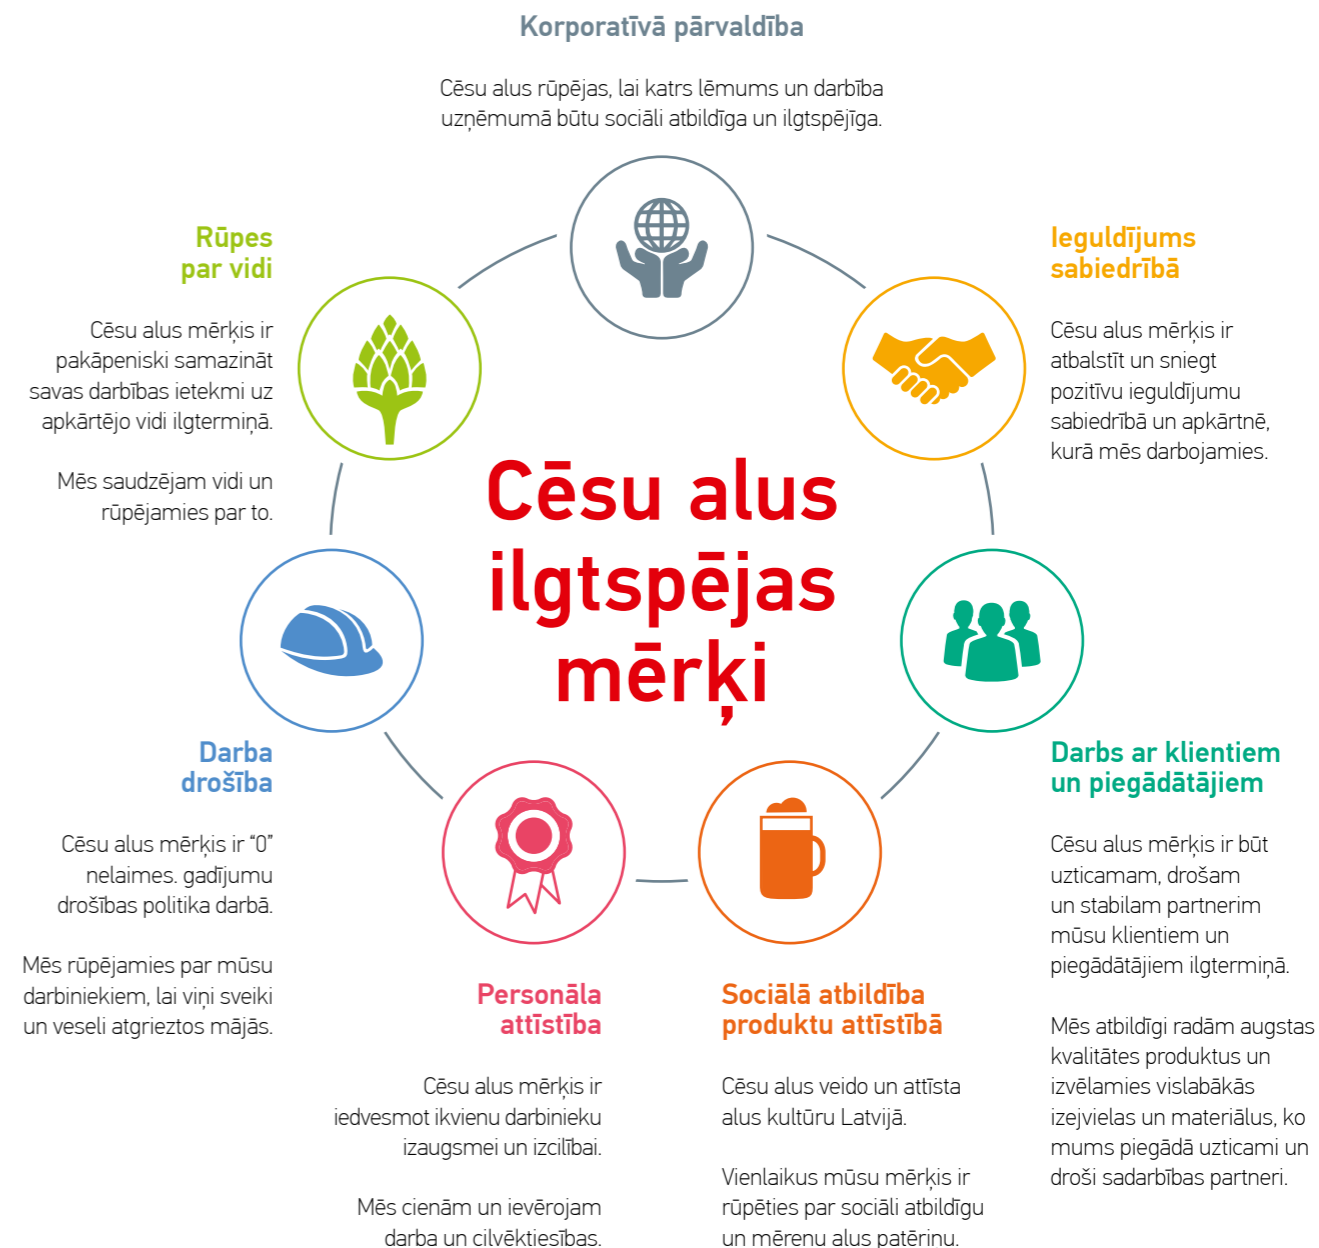 Korporatīvā pārvaldība
Cēsu alus rūpējas, lai katrs lēmums un darbība
uzņēmumā būtu sociāli atbildīga un ilgtspējīga.
Rūpes
par vidi
Cēsu alus mērķis ir
pakāpeniski samazināt
savas darbības ietekmi uz
apkārtējo vidi ilgtermiņā.
Mēs saudzējam vidi un
rūpējamies par to.
Ieguldījums
sabiedrībā
Cēsu alus mērķis ir
atbalstīt un sniegt
pozitīvu ieguldījumu
sabiedrībā un apkārtnē,
kurā mēs darbojamies.
Cēsu alus
ilgtspējas
mērķi
Darba
drošība
Cēsu alus mērķis ir “0”
nelaimes. gadījumu
drošības politika darbā.
Mēs rūpējamies par mūsu
darbiniekiem, lai viņi sveiki
un veseli atgrieztos mājās.
Darbs ar klientiem
un piegādātājiem
Cēsu alus mērķis ir būt
uzticamam, drošam
un stabilam partnerim
mūsu klientiem un
piegādātājiem ilgtermiņā.
Mēs atbildīgi radām augstas
kvalitātes produktus un
izvēlamies vislabākās
izejvielas un materiālus, ko
mums piegādā uzticami un
droši sadarbības partneri.
Personāla
attīstība
Cēsu alus mērķis ir
iedvesmot ikvienu darbinieku
izaugsmei un izcilībai.
Mēs cienām un ievērojam
darba un cilvēktiesības.
Sociālā atbildība
produktu attīstībā
Cēsu alus veido un attīsta
alus kultūru Latvijā.
Vienlaikus mūsu mērķis ir
rūpēties par sociāli atbildīgu
un mērenu alus patēriņu.